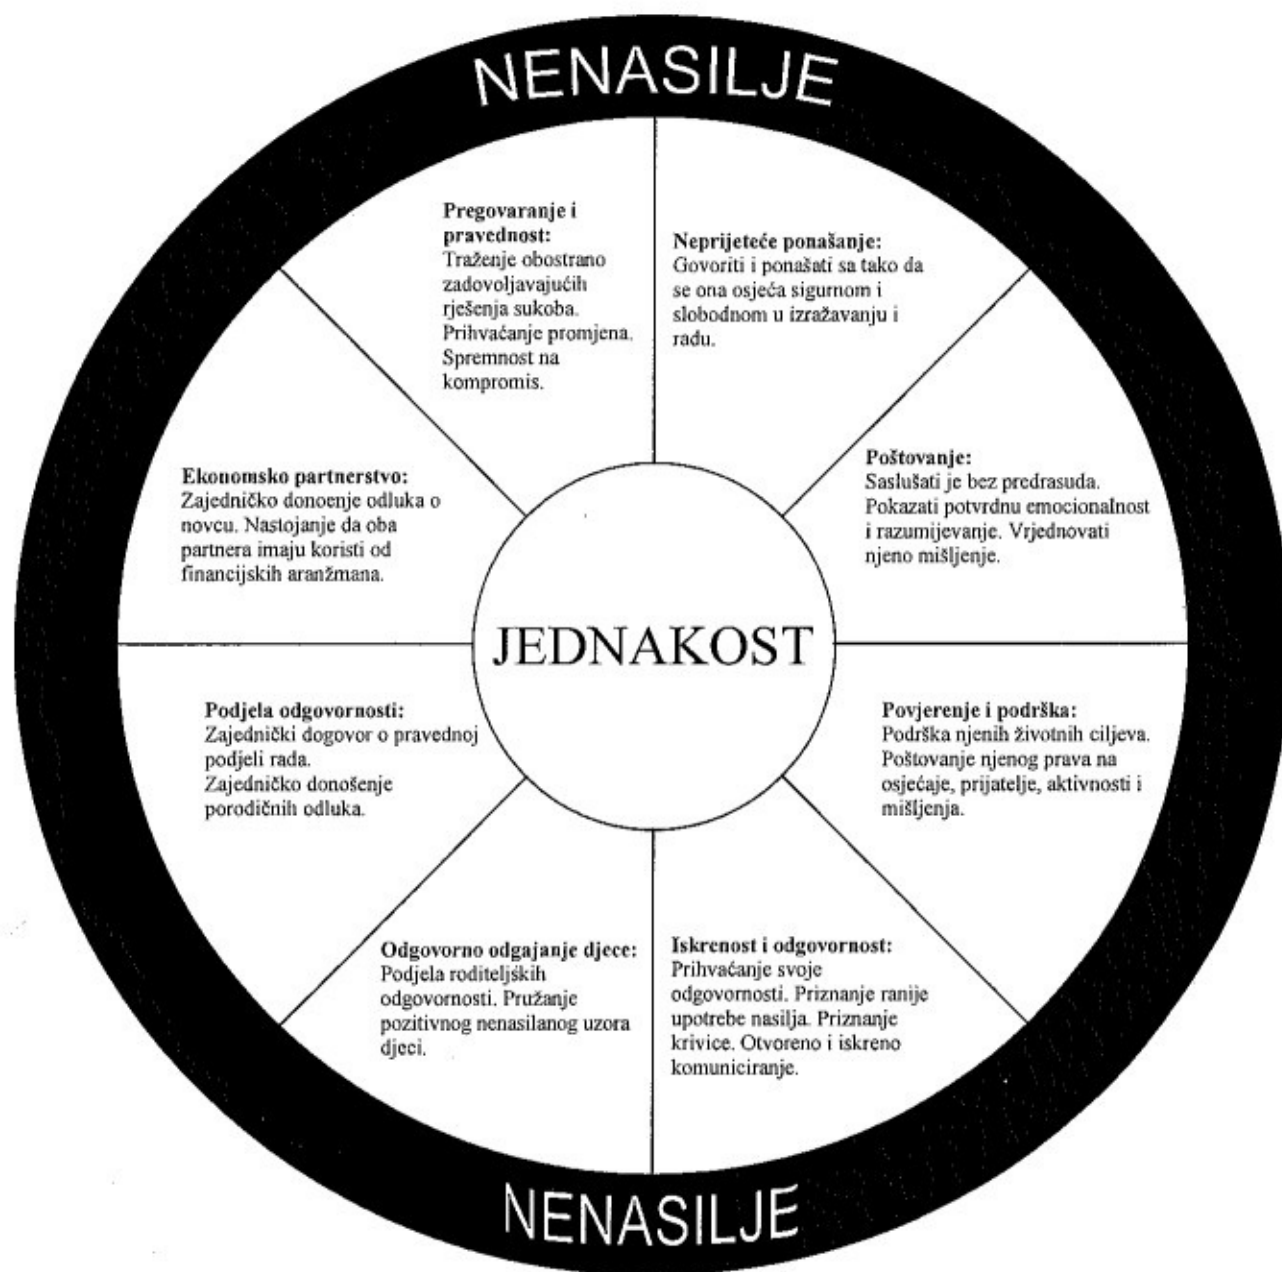 NENASILJE
Pregovaranje i
pravednost:
Traženje obostrano
zadovoljavajućih
rješenja sukoba.
Prihvaćanje promjena.
Spremnost na
kompromis.
Neprijeteće ponašanje:
Govoriti i ponašati sa tako da
se ona osjeća sigurnom i
slobodnom u izražavanju i
radu.
Poštovanje:
Saslušati je bez predrasuda.
Pokazati potvrdnu emocionalnost
i razumijevanje. Vrjednovati
njeno mišljenje.
Povjerenje i podrška:
Podrška njenih životnih ciljeva.
Poštovanje njenog prava na
osjećaje, prijatelje, aktivnosti i
mišljenja.
Iskrenost i odgovornost:
Prihvaćanje svoje
odgovornosti. Priznanje ranije
upotrebe nasilja. Priznanje
krivice. Otvoreno i iskreno
komuniciranje.
Odgovorno odgajanje djece:
Podjela roditeljskih
odgovornosti. Pružanje
pozitivnog nenasilanog uzora
djeci.
Podjela odgovornosti:
Zajednički dogovor o pravednoj
podjeli rada.
Zajedničko donošenje
porodičnih odluka.
Ekonomsko partnerstvo:
Zajedničko donoenje odluka o
novcu. Nastojanje da oba
partnera imaju koristi od
financijskih aranžmana.
JEDNAKOST
NENASILJE